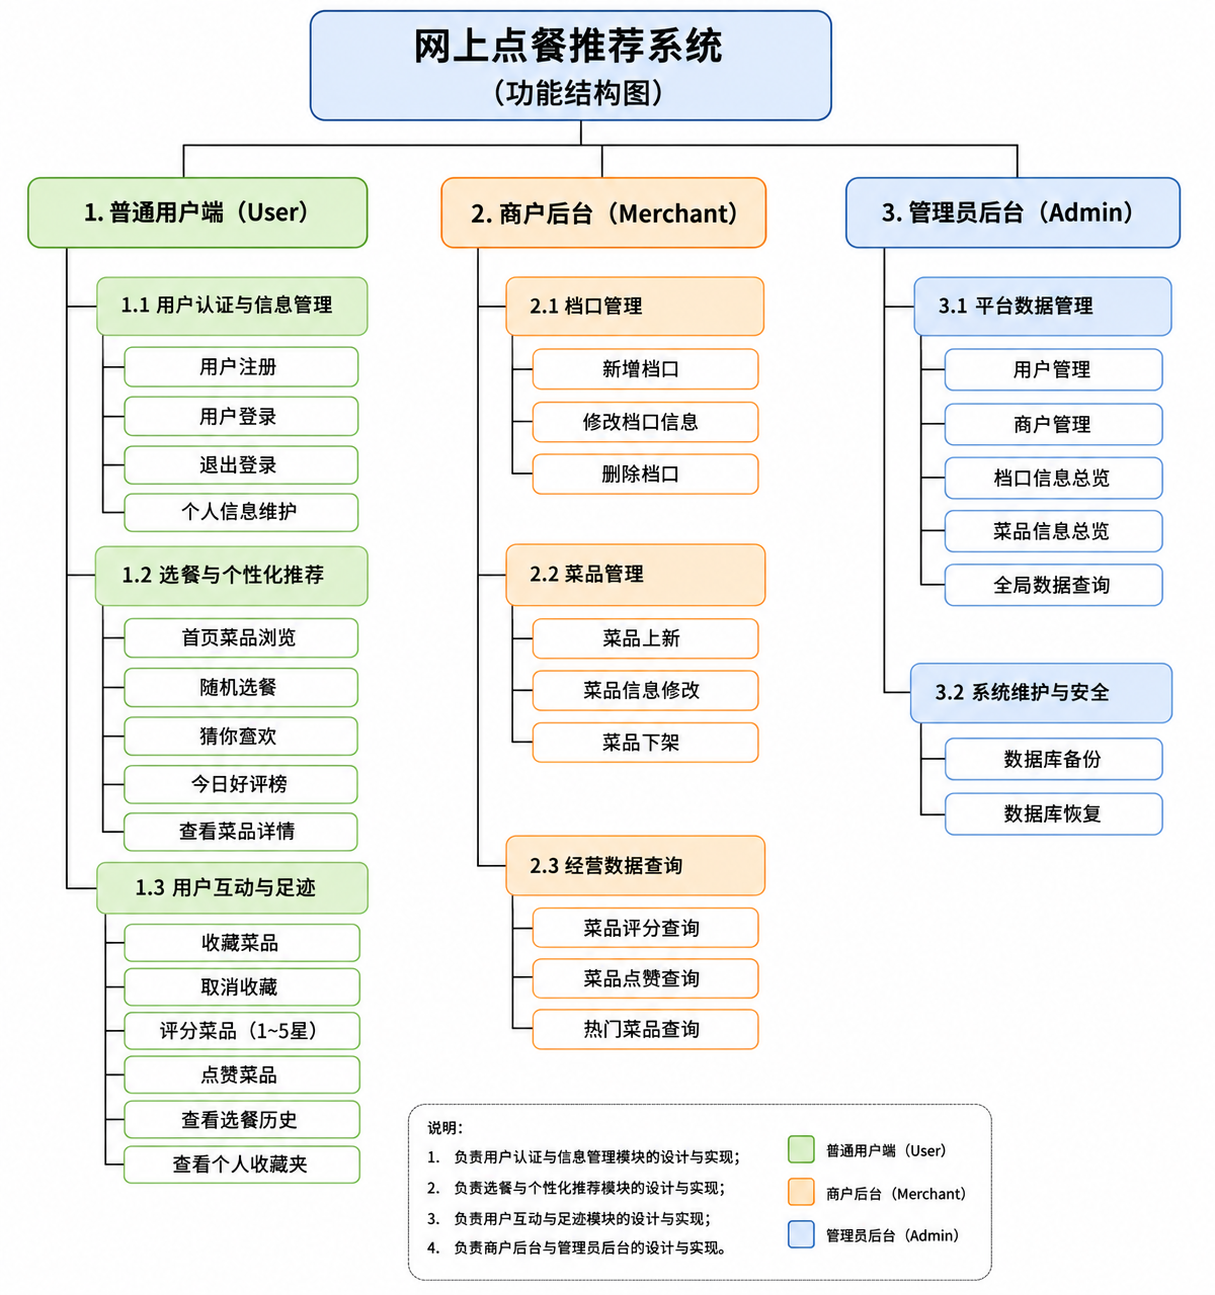 网上点餐推荐系统
（功能结构图）
1. 普通用户端（User）
1.1 用户认证与信息管理
用户注册
用户登录
退出登录
个人信息维护
1.2 选餐与个性化推荐
首页菜品浏览
随机选餐
猜你欢
今日好评榜
查看菜品详情
1.3 用户互动与足迹
收藏菜品
取消收藏
评分菜品（1~5星）
点赞菜品
查看选餐历史
查看个人收藏夹
2. 商户后台（Merchant）
2.1 档口管理
新增档口
修改档口信息
删除档口
2.2 菜品管理
菜品上新
菜品信息修改
菜品下架
2.3 经营数据查询
菜品评分查询
菜品点赞查询
热门菜品查询
3. 管理员后台（Admin）
3.1 平台数据管理
用户管理
商户管理
档口信息总览
菜品信息总览
全局数据查询
3.2 系统维护与安全
数据库备份
数据库恢复
说明：
1. 负责用户认证与信息管理模块的设计与实现；
2. 负责选餐与个性化推荐模块的设计与实现；
3. 负责用户互动与足迹模块的设计与实现；
4. 负责商户后台与管理员后台的设计与实现。
普通用户端（User）
商户后台（Merchant）
管理员后台（Admin）